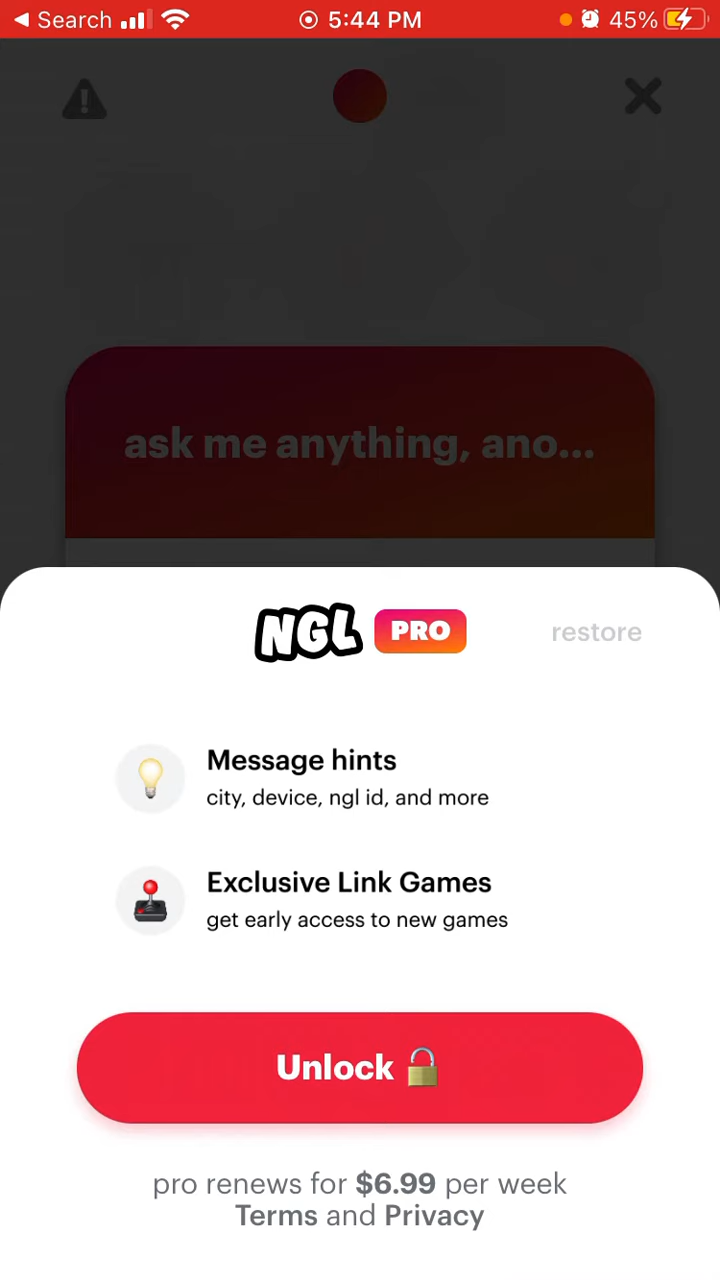 Search 5:44 PM 45%
ask me anything, ano...
NGL PRO restore
Message hints
city, device, ngl id, and more
Exclusive Link Games
get early access to new games
Unlock
pro renews for $6.99 per week
Terms and Privacy